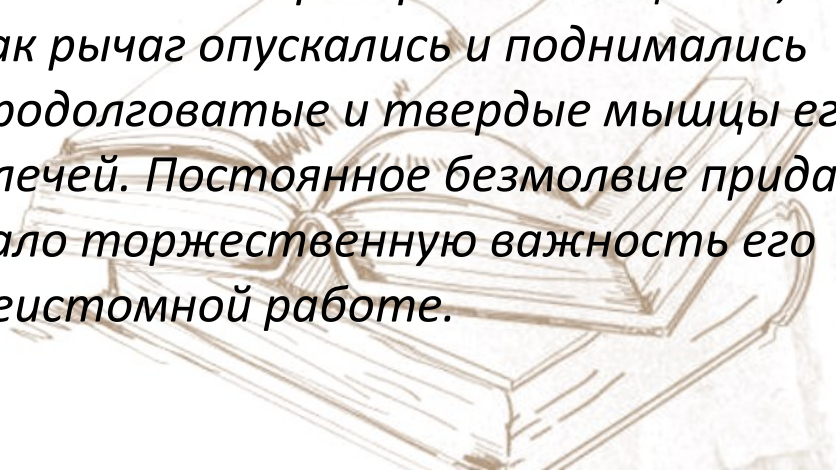 ак рычаг опускались и поднимались
родолговатые и твердые мышцы ег
лечей. Постоянное безмолвие прида
ало торжественную важность его
еистомной работе.